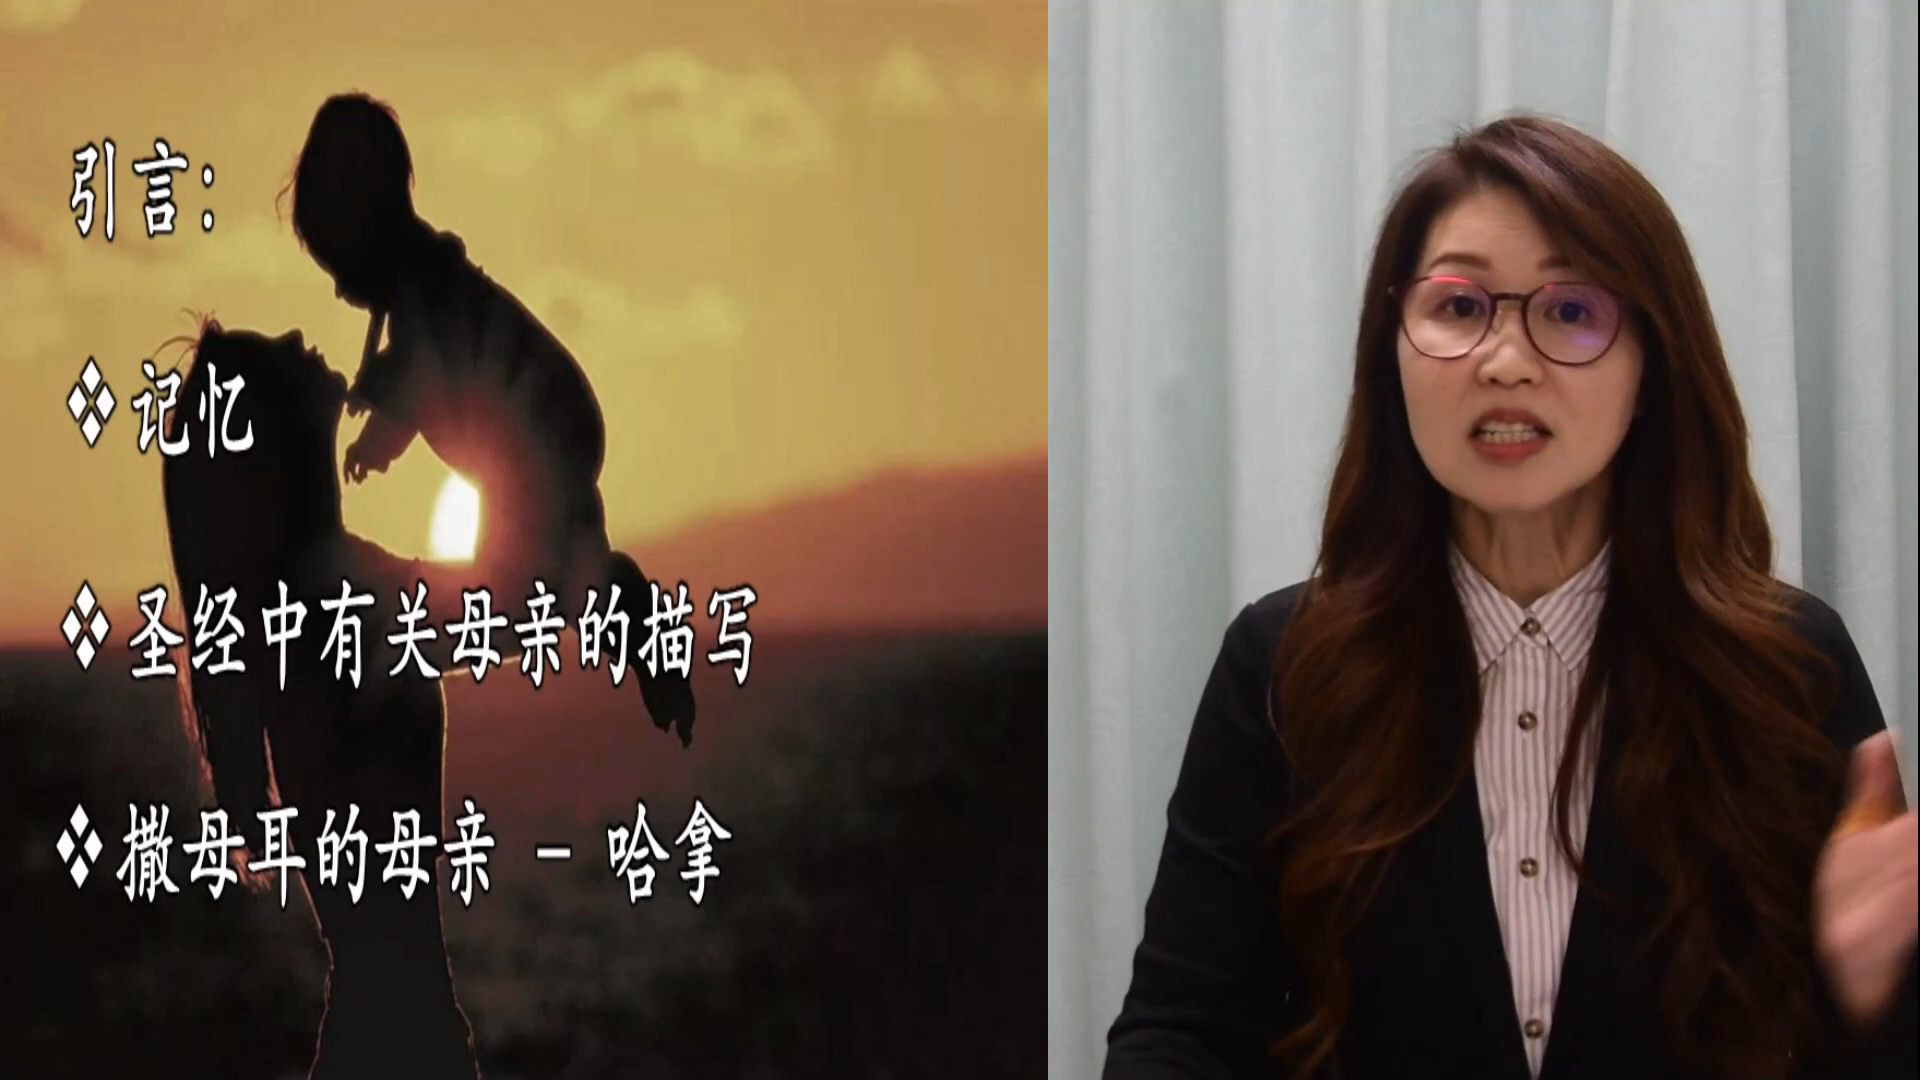 引言：
❖记忆
❖圣经中有关母亲的描写
❖撒母耳的母亲 - 哈拿